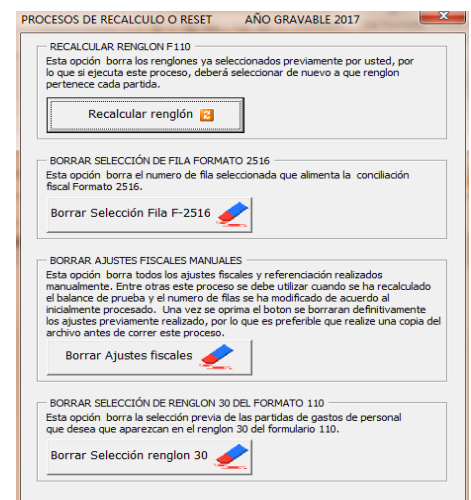 PROCESOS DE RECALCULO O RESET AÑO GRAVABLE 2017
RECALCULAR RENGLON F110
Esta opción borra los renglones ya seleccionados previamente por usted, por
lo que si ejecuta este proceso, deberá seleccionar de nuevo a que renglon
pertenece cada partida.
Recalcular renglón
BORRAR SELECCIÓN DE FILA FORMATO 2516
Esta opción borra el numero de fila seleccionada que alimenta la conciliación
fiscal Formato 2516.
Borrar Selección Fila F-2516
BORRAR AJUSTES FISCALES MANUALES
Esta opción borra todos los ajustes fiscales y referenciación realizados
manualmente. Entre otras este proceso se debe utilizar cuando se ha recalculado
el balance de prueba y el numero de filas se ha modificado de acuerdo al
inicialmente procesado. Una vez se oprima el boton se borraran definitivamente
los ajustes previamente realizado, por lo que es preferible que realize una copia del
archivo antes de correr este proceso.
Borrar Ajustes fiscales
BORRAR SELECCIÓN DE RENGLON 30 DEL FORMATO 110
Esta opción borra la selección previa de las partidas de gastos de personal
que desea que aparezcan en el renglon 30 del formulario 110.
Borrar Selección renglon 30